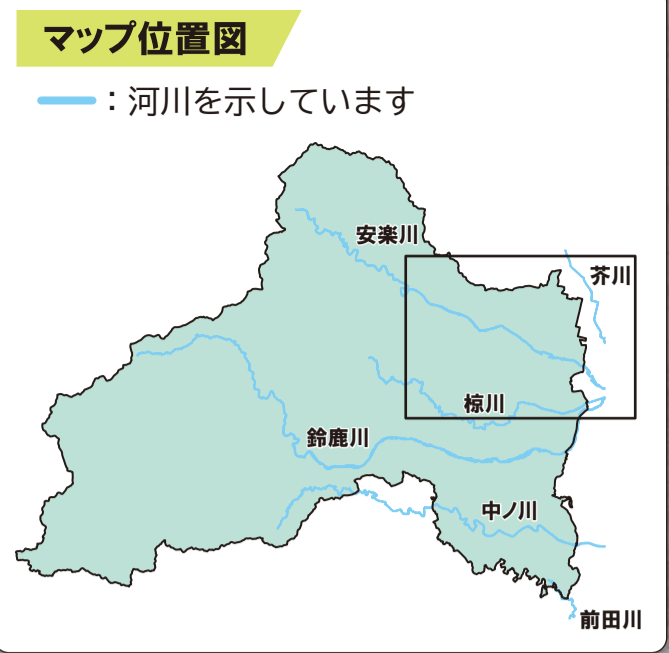 マップ位置図
：河川を示しています
安楽川
芥川
椋川
鈴鹿川
中ノ川
前田川